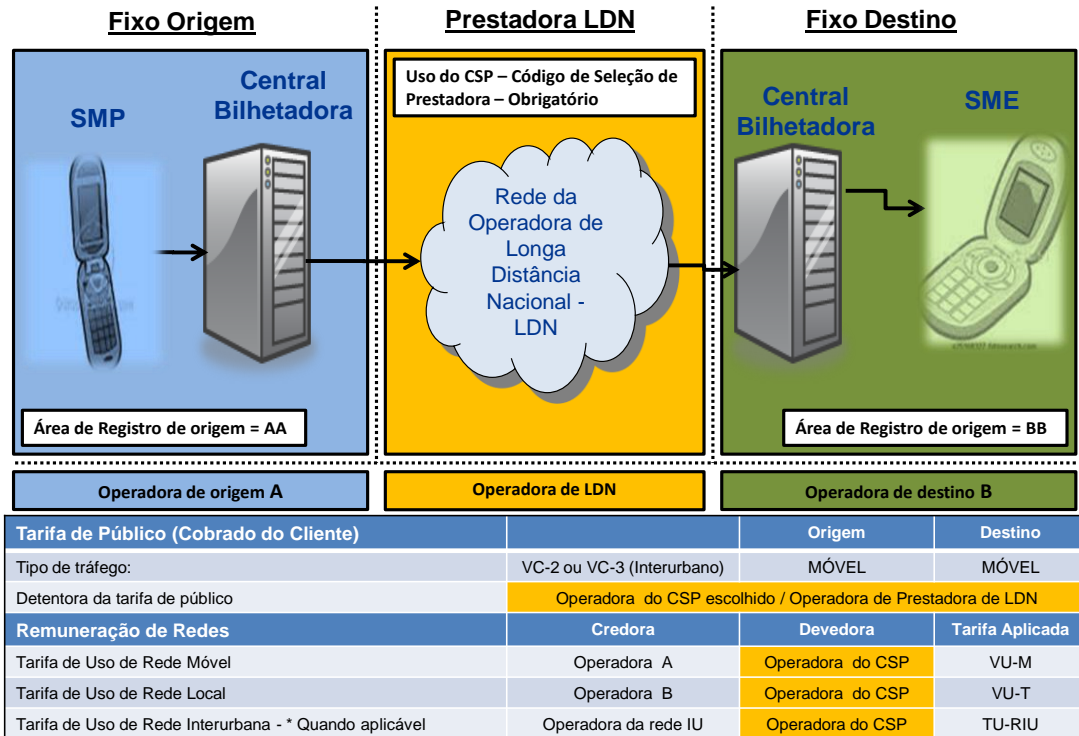 Fixo Origem
Prestadora LDN
Fixo Destino
SMP
Central
Bilhetadora
Uso do CSP – Código de Seleção de
Prestadora – Obrigatório
Rede da
Operadora de
Longa
Distância
Nacional -
LDN
Central
Bilhetadora
SME
Área de Registro de origem = AA
Área de Registro de origem = BB
Operadora de origem A
Operadora de LDN
Operadora de destino B
Tarifa de Público (Cobrado do Cliente) Origem Destino
Tipo de tráfego: VC-2 ou VC-3 (Interurbano) MÓVEL MÓVEL
Detentora da tarifa de público Operadora do CSP escolhido / Operadora de Prestadora de LDN
Remuneração de Redes Credora Devedora Tarifa Aplicada
Tarifa de Uso de Rede Móvel Operadora A Operadora do CSP VU-M
Tarifa de Uso de Rede Local Operadora B Operadora do CSP VU-T
Tarifa de Uso de Rede Interurbana - * Quando aplicável Operadora da rede IU Operadora do CSP TU-RIU